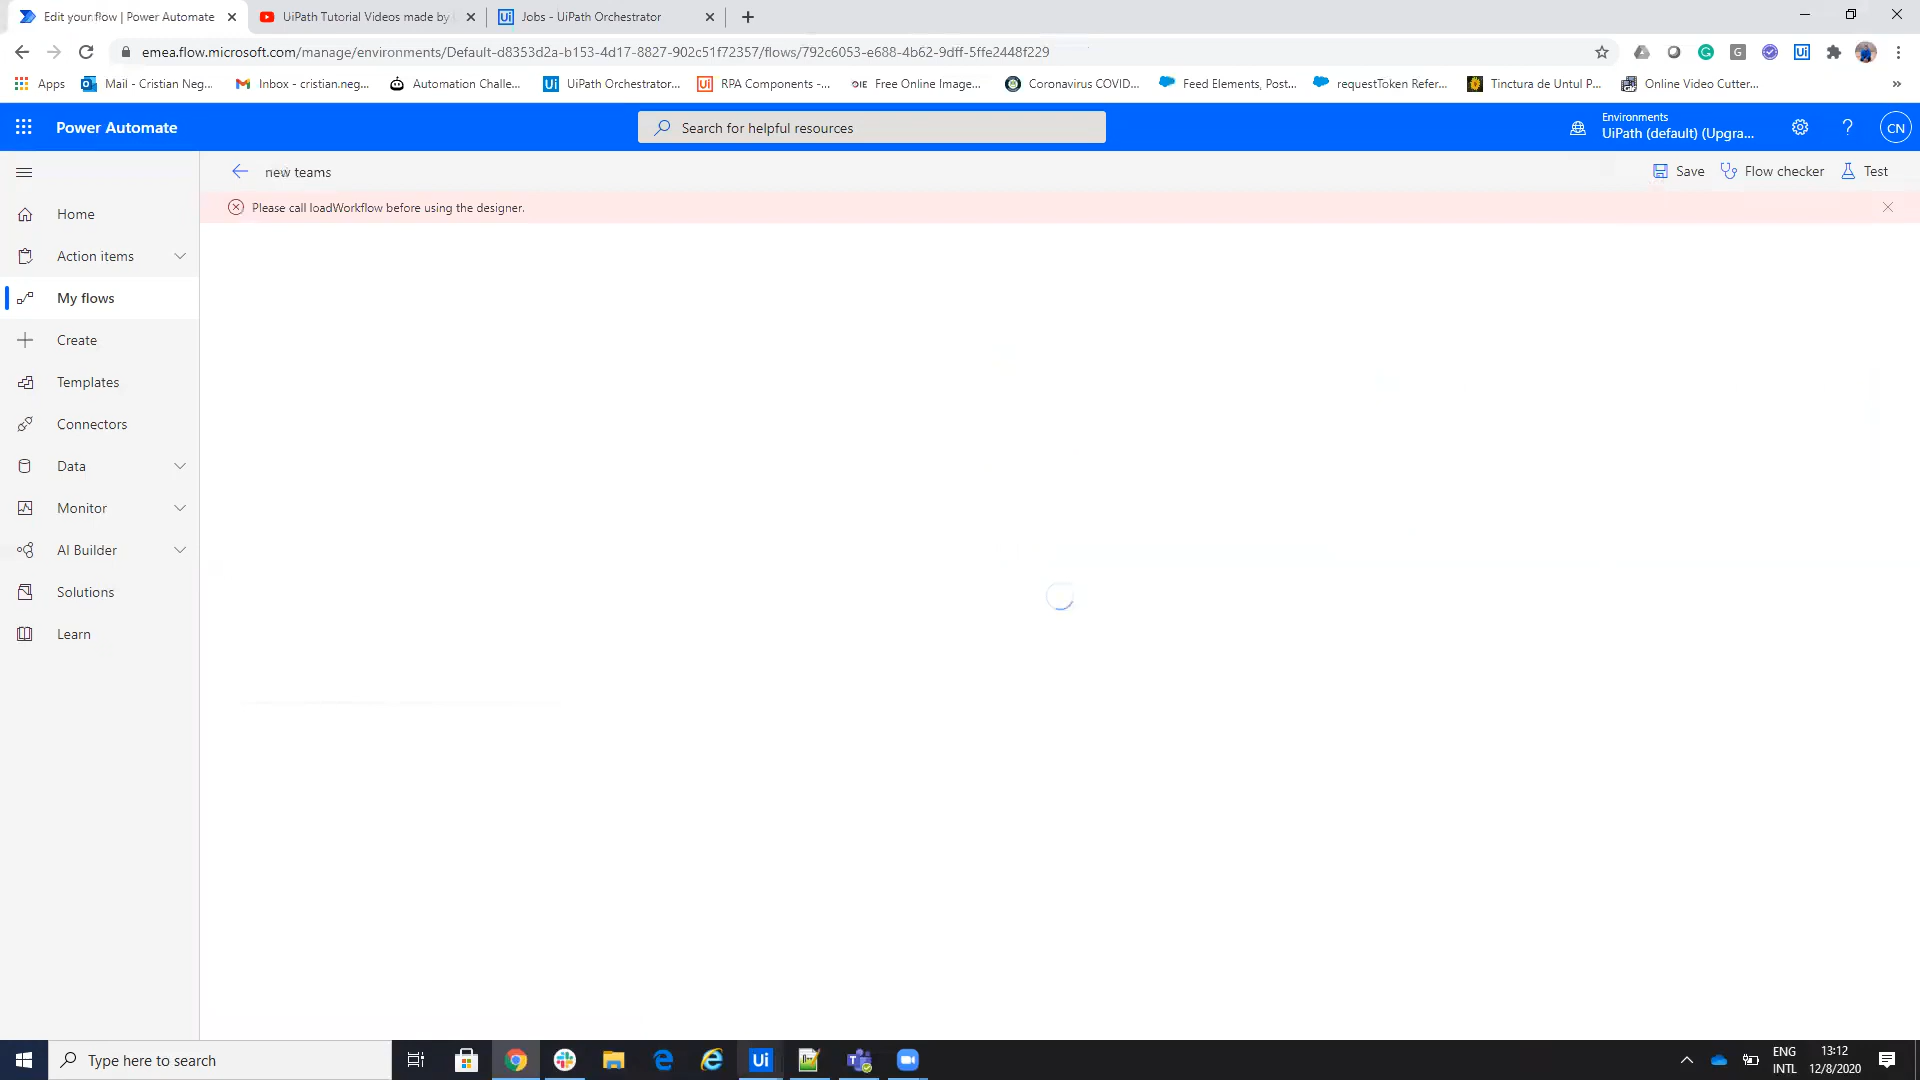 Edit your flow | Power Automate
UiPath Tutorial Videos made by
Ui Jobs - UiPath Orchestrator
emea.flow.microsoft.com/manage/environments/Default-d8353d2a-b153-4d17-8827-902c51f72357/flows/792c6053-e688-4b62-9dff-5ffe2448f229
Apps
Mail - Cristian Neg...
Inbox - cristian.neg...
Automation Challe...
Ui UiPath Orchestrator...
Ui RPA Components -...
OIE Free Online Image...
Coronavirus COVID...
Feed Elements, Post...
requestToken Refer...
Tinctura de Untul P...
Online Video Cutter...
Power Automate
Search for helpful resources
Environments
UiPath (default) (Upgra...
CN
new teams
Save
Flow checker
Test
Please call loadWorkflow before using the designer.
Home
Action items
My flows
Create
Templates
Connectors
Data
Monitor
AI Builder
Solutions
Learn
Type here to search
Ui
ENG
INTL
13:12
12/8/2020